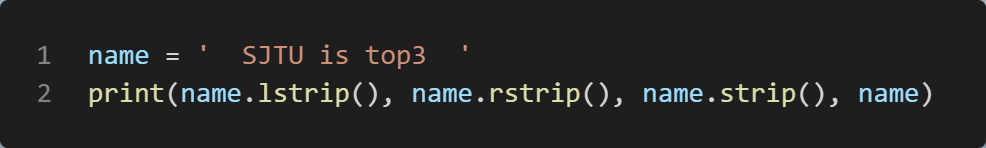 1 name = '  SJTU is top3  '
2 print(name.lstrip(), name.rstrip(), name.strip(), name)